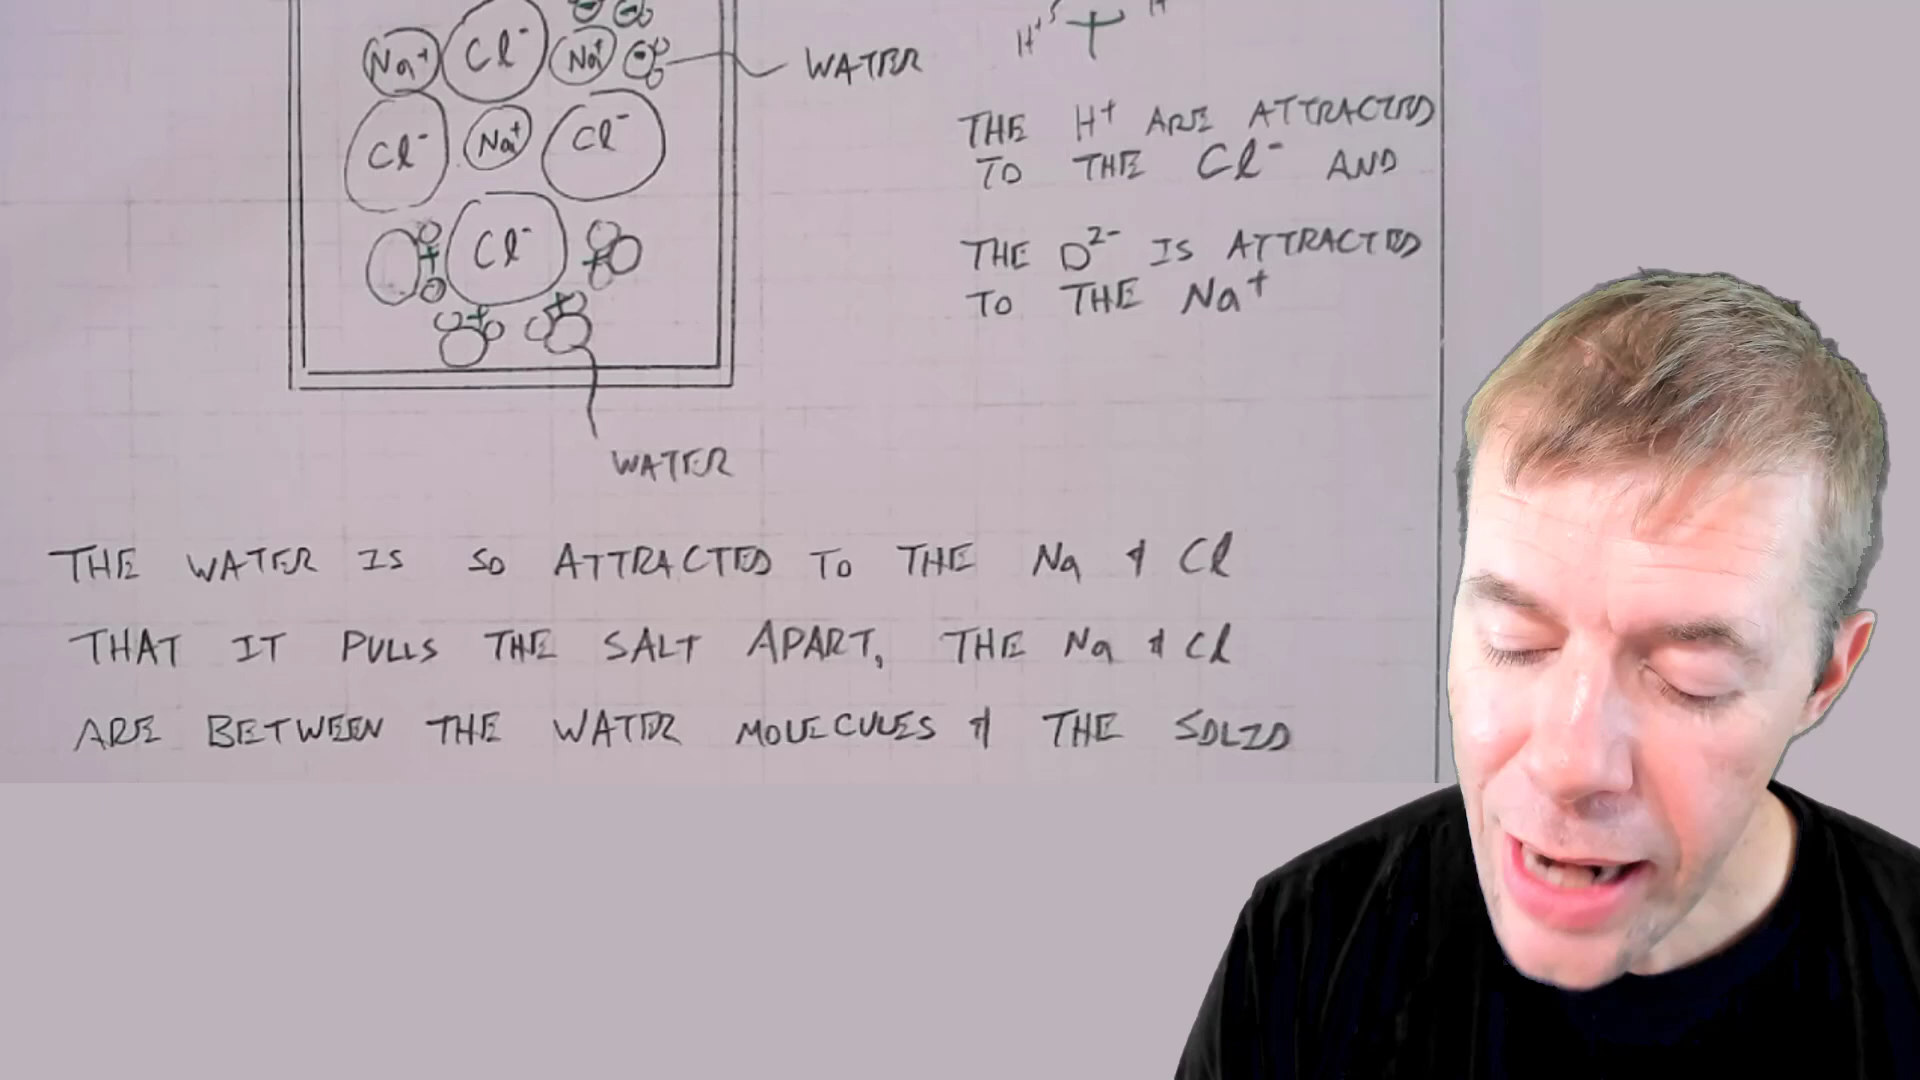 Na⁺ Cl⁻ Na⁺
WATER
Cl⁻ Na⁺ Cl⁻
Cl⁻
WATER
H⁺ H
THE H⁺ ARE ATTRACTED
TO THE Cl⁻ AND
THE O²⁻ IS ATTRACTED
TO THE Na⁺
THE WATER IS SO ATTRACTED TO THE Na & Cl
THAT IT PULLS THE SALT APART, THE Na & Cl
ARE BETWEEN THE WATER MOLECULES & THE SOLID